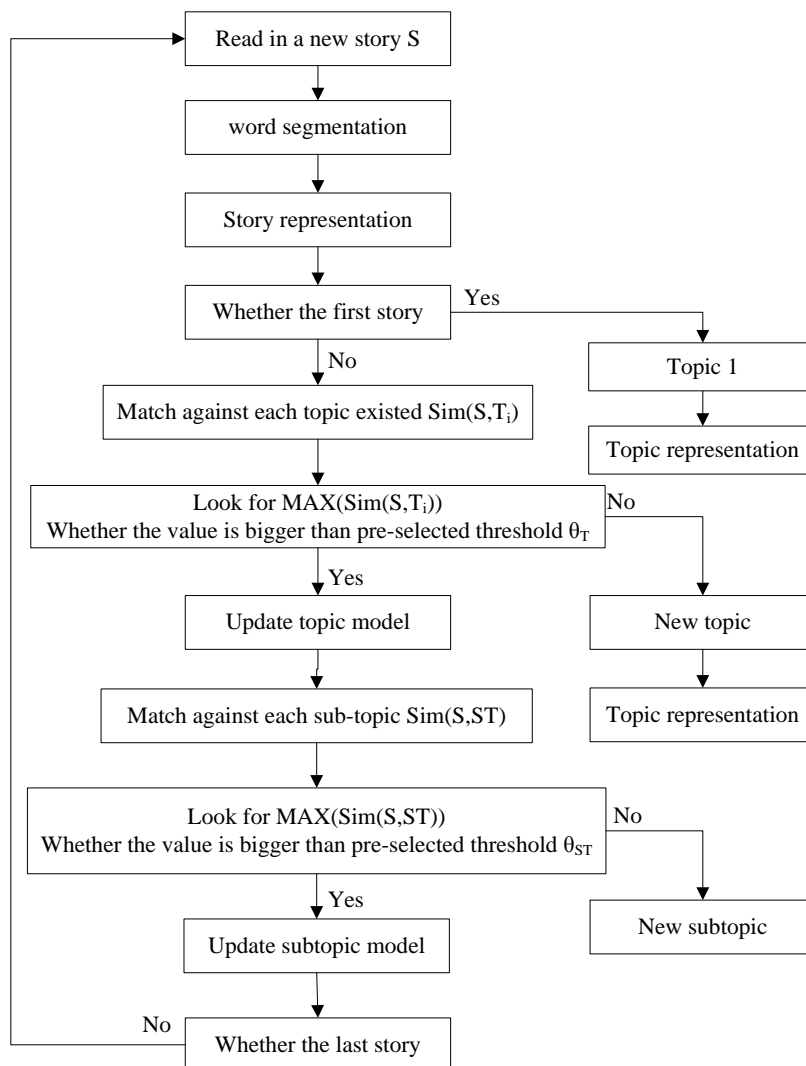 Read in a new story S
word segmentation
Story representation
Whether the first story
Yes
No
Topic 1
Match against each topic existed Sim(S,Tᵢ)
Topic representation
Look for MAX(Sim(S,Tᵢ))
Whether the value is bigger than pre-selected threshold θ_T
No
Yes
Update topic model
New topic
Match against each sub-topic Sim(S,ST)
Topic representation
Look for MAX(Sim(S,ST))
Whether the value is bigger than pre-selected threshold θ_ST
No
Yes
New subtopic
Update subtopic model
No
Whether the last story